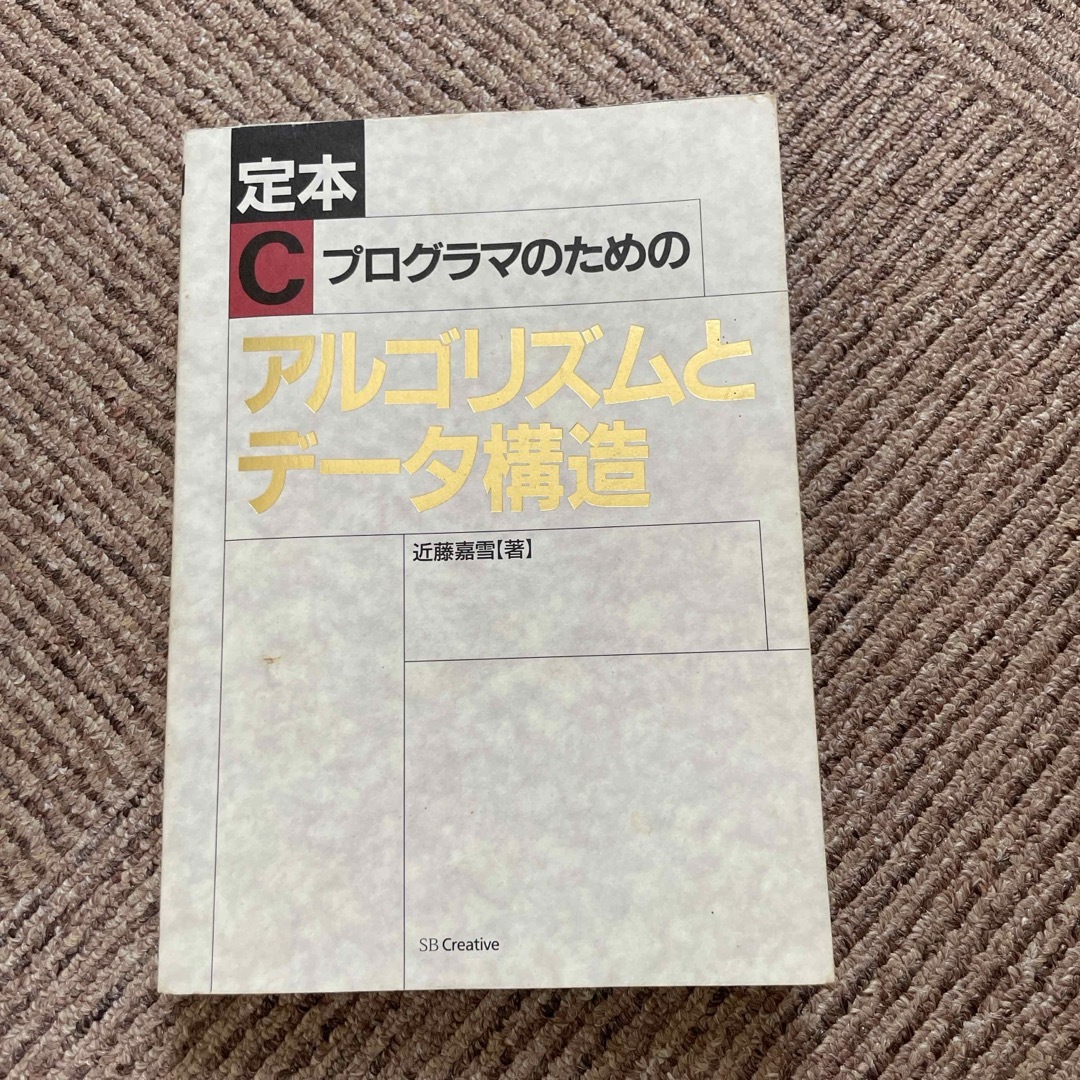 定本
Cプログラマのための
アルゴリズムと
データ構造
近藤嘉雪【著】
SB Creative